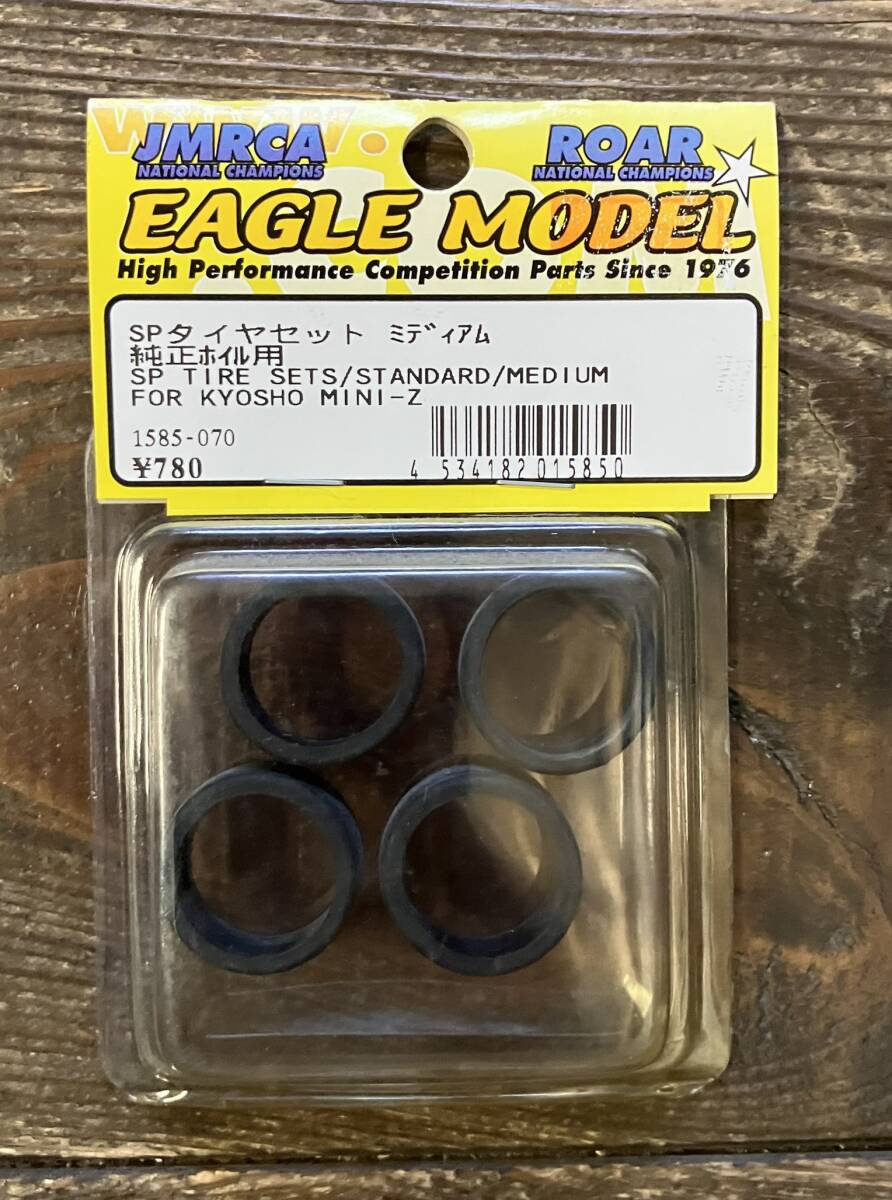 www.
JMRCA
NATIONAL CHAMPIONS
ROAR
NATIONAL CHAMPIONS
EAGLE MODEL
High Performance Competition Parts Since 1976
SPタイヤセット ﾐﾃﾞｨｱﾑ
純正ﾎｲﾙ用
SP TIRE SETS/STANDARD/MEDIUM
FOR KYOSHO MINI-Z
1585-070
¥780
4 534182 015850